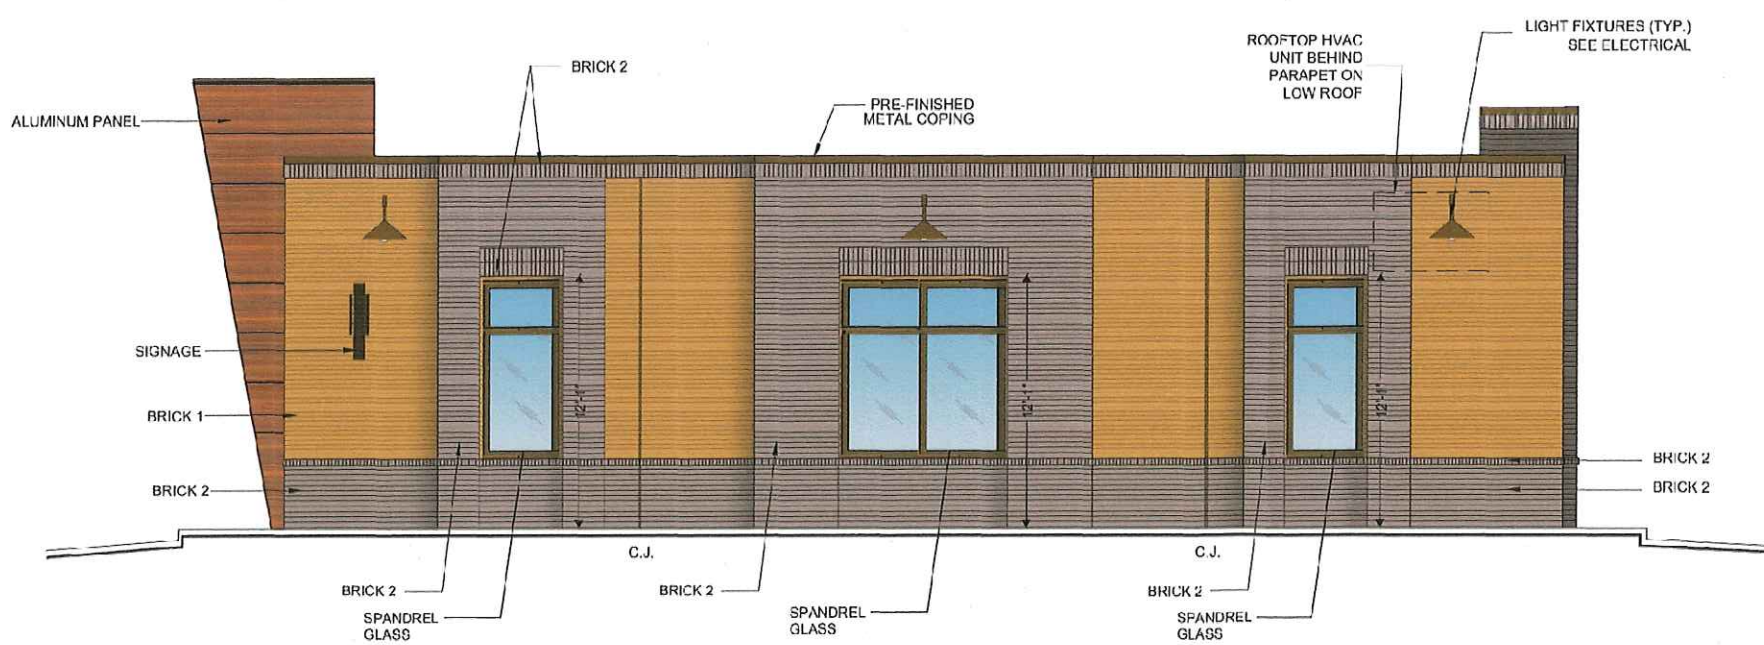 LIGHT FIXTURES (TYP.)
SEE ELECTRICAL
ROOFTOP HVAC
UNIT BEHIND
PARAPET ON
LOW ROOF
BRICK 2
PRE-FINISHED
METAL COPING
ALUMINUM PANEL
SIGNAGE
BRICK 1
BRICK 2
12'-1"
12'-1"
12'-1"
BRICK 2
BRICK 2
C.J.
C.J.
BRICK 2
BRICK 2
BRICK 2
SPANDREL
GLASS
SPANDREL
GLASS
SPANDREL
GLASS